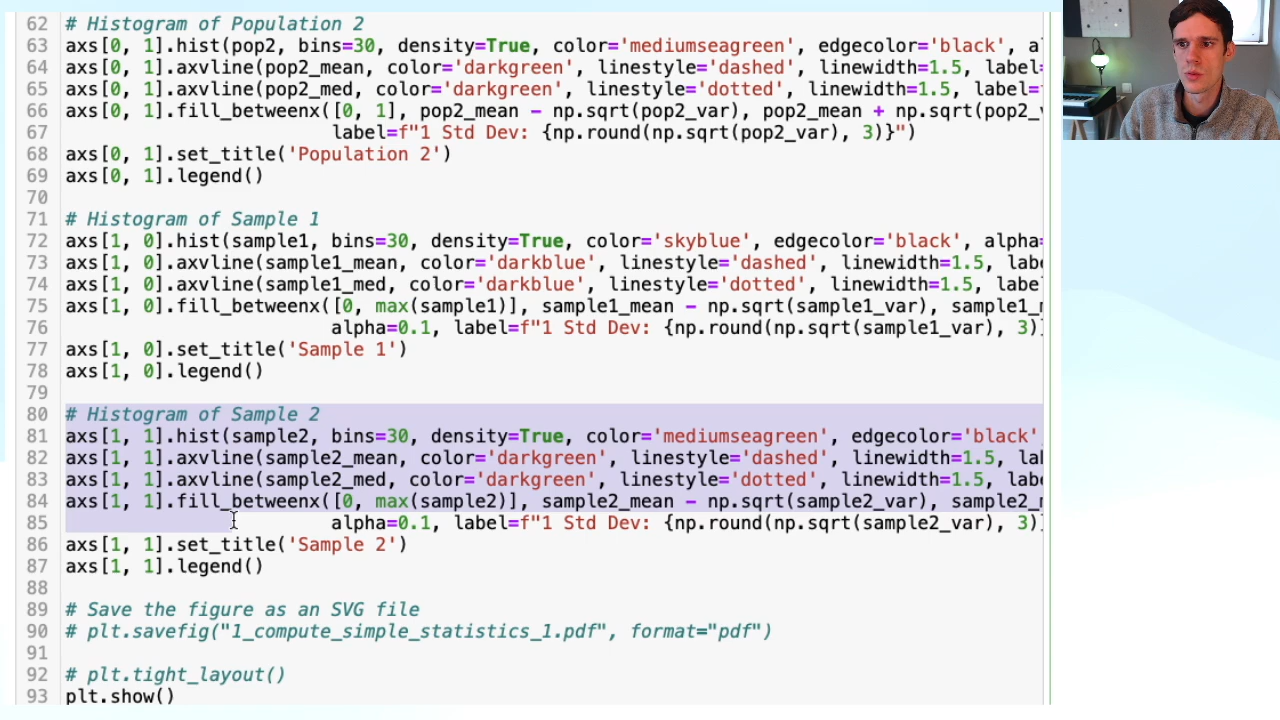 62 # Histogram of Population 2
63 axs[0, 1].hist(pop2, bins=30, density=True, color='mediumseagreen', edgecolor='black', al
64 axs[0, 1].axvline(pop2_mean, color='darkgreen', linestyle='dashed', linewidth=1.5, label=
65 axs[0, 1].axvline(pop2_med, color='darkgreen', linestyle='dotted', linewidth=1.5, label=
66 axs[0, 1].fill_betweenx([0, 1], pop2_mean - np.sqrt(pop2_var), pop2_mean + np.sqrt(pop2_v
67 label=f"1 Std Dev: {np.round(np.sqrt(pop2_var), 3)}")
68 axs[0, 1].set_title('Population 2')
69 axs[0, 1].legend()
70
71 # Histogram of Sample 1
72 axs[1, 0].hist(sample1, bins=30, density=True, color='skyblue', edgecolor='black', alpha=
73 axs[1, 0].axvline(sample1_mean, color='darkblue', linestyle='dashed', linewidth=1.5, labe
74 axs[1, 0].axvline(sample1_med, color='darkblue', linestyle='dotted', linewidth=1.5, label
75 axs[1, 0].fill_betweenx([0, max(sample1)], sample1_mean - np.sqrt(sample1_var), sample1_m
76 alpha=0.1, label=f"1 Std Dev: {np.round(np.sqrt(sample1_var), 3)}
77 axs[1, 0].set_title('Sample 1')
78 axs[1, 0].legend()
79
80 # Histogram of Sample 2
81 axs[1, 1].hist(sample2, bins=30, density=True, color='mediumseagreen', edgecolor='black'
82 axs[1, 1].axvline(sample2_mean, color='darkgreen', linestyle='dashed', linewidth=1.5, lab
83 axs[1, 1].axvline(sample2_med, color='darkgreen', linestyle='dotted', linewidth=1.5, labe
84 axs[1, 1].fill_betweenx([0, max(sample2)], sample2_mean - np.sqrt(sample2_var), sample2_m
85 alpha=0.1, label=f"1 Std Dev: {np.round(np.sqrt(sample2_var), 3)}
86 axs[1, 1].set_title('Sample 2')
87 axs[1, 1].legend()
88
89 # Save the figure as an SVG file
90 # plt.savefig("1_compute_simple_statistics_1.pdf", format="pdf")
91
92 # plt.tight_layout()
93 plt.show()